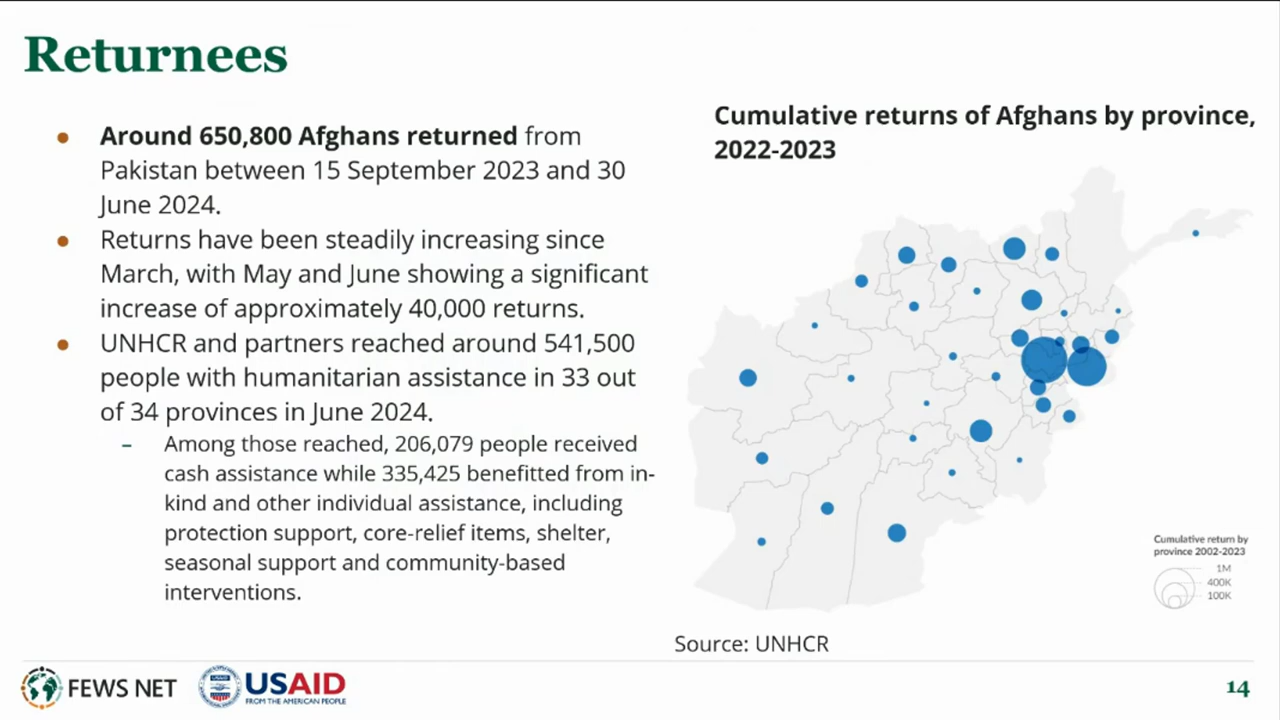 Returnees
● Around 650,800 Afghans returned from
Pakistan between 15 September 2023 and 30
June 2024.
● Returns have been steadily increasing since
March, with May and June showing a significant
increase of approximately 40,000 returns.
● UNHCR and partners reached around 541,500
people with humanitarian assistance in 33 out
of 34 provinces in June 2024.
– Among those reached, 206,079 people received
cash assistance while 335,425 benefitted from in-
kind and other individual assistance, including
protection support, core-relief items, shelter,
seasonal support and community-based
interventions.
Cumulative returns of Afghans by province,
2022-2023
Cumulative return by
province 2002-2023
1M
400K
100K
Source: UNHCR
FEWS NET
USAID
FROM THE AMERICAN PEOPLE
14